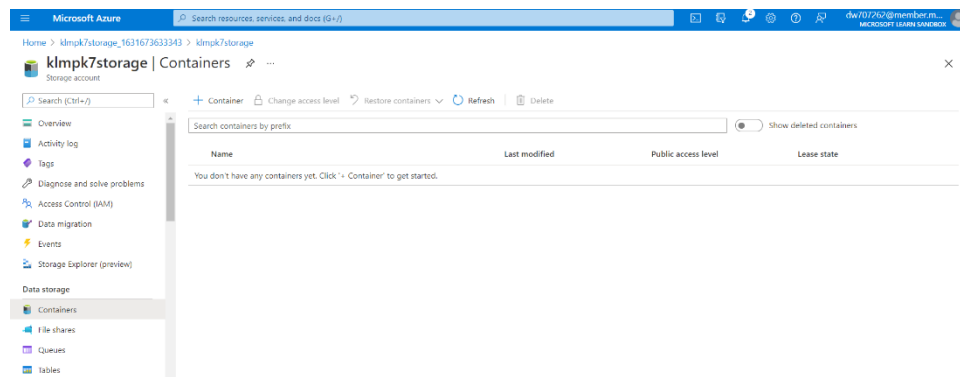 Microsoft Azure
Search resources, services, and docs (G+/)
2
dw707262@member.m...
MICROSOFT LEARN SANDBOX
Home > klmpk7storage_1631673633343 > klmpk7storage
klmpk7storage | Containers ...
Storage account
Search (Ctrl+/)
Overview
Activity log
Tags
Diagnose and solve problems
Access Control (IAM)
Data migration
Events
Storage Explorer (preview)
Data storage
Containers
File shares
Queues
Tables
+ Container Change access level Restore containers Refresh Delete
Search containers by prefix
Show deleted containers
Name Last modified Public access level Lease state
You don't have any containers yet. Click '+ Container' to get started.